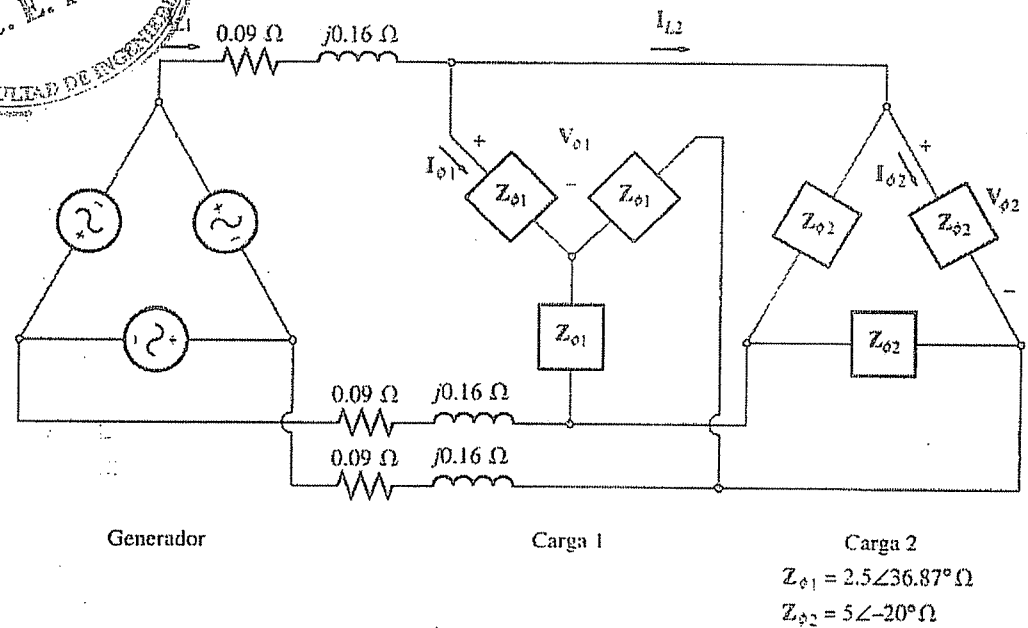 0.09 Ω
j0.16 Ω
I_L2
+
V_ϕ1
−
I_ϕ1
Z_ϕ1
Z_ϕ1
Z_ϕ1
+
I_ϕ2
V_ϕ2
−
Z_ϕ2
Z_ϕ2
Z_ϕ2
0.09 Ω
j0.16 Ω
0.09 Ω
j0.16 Ω
Generador
Carga 1
Carga 2
Z_ϕ1 = 2.5∠36.87° Ω
Z_ϕ2 = 5∠–20° Ω